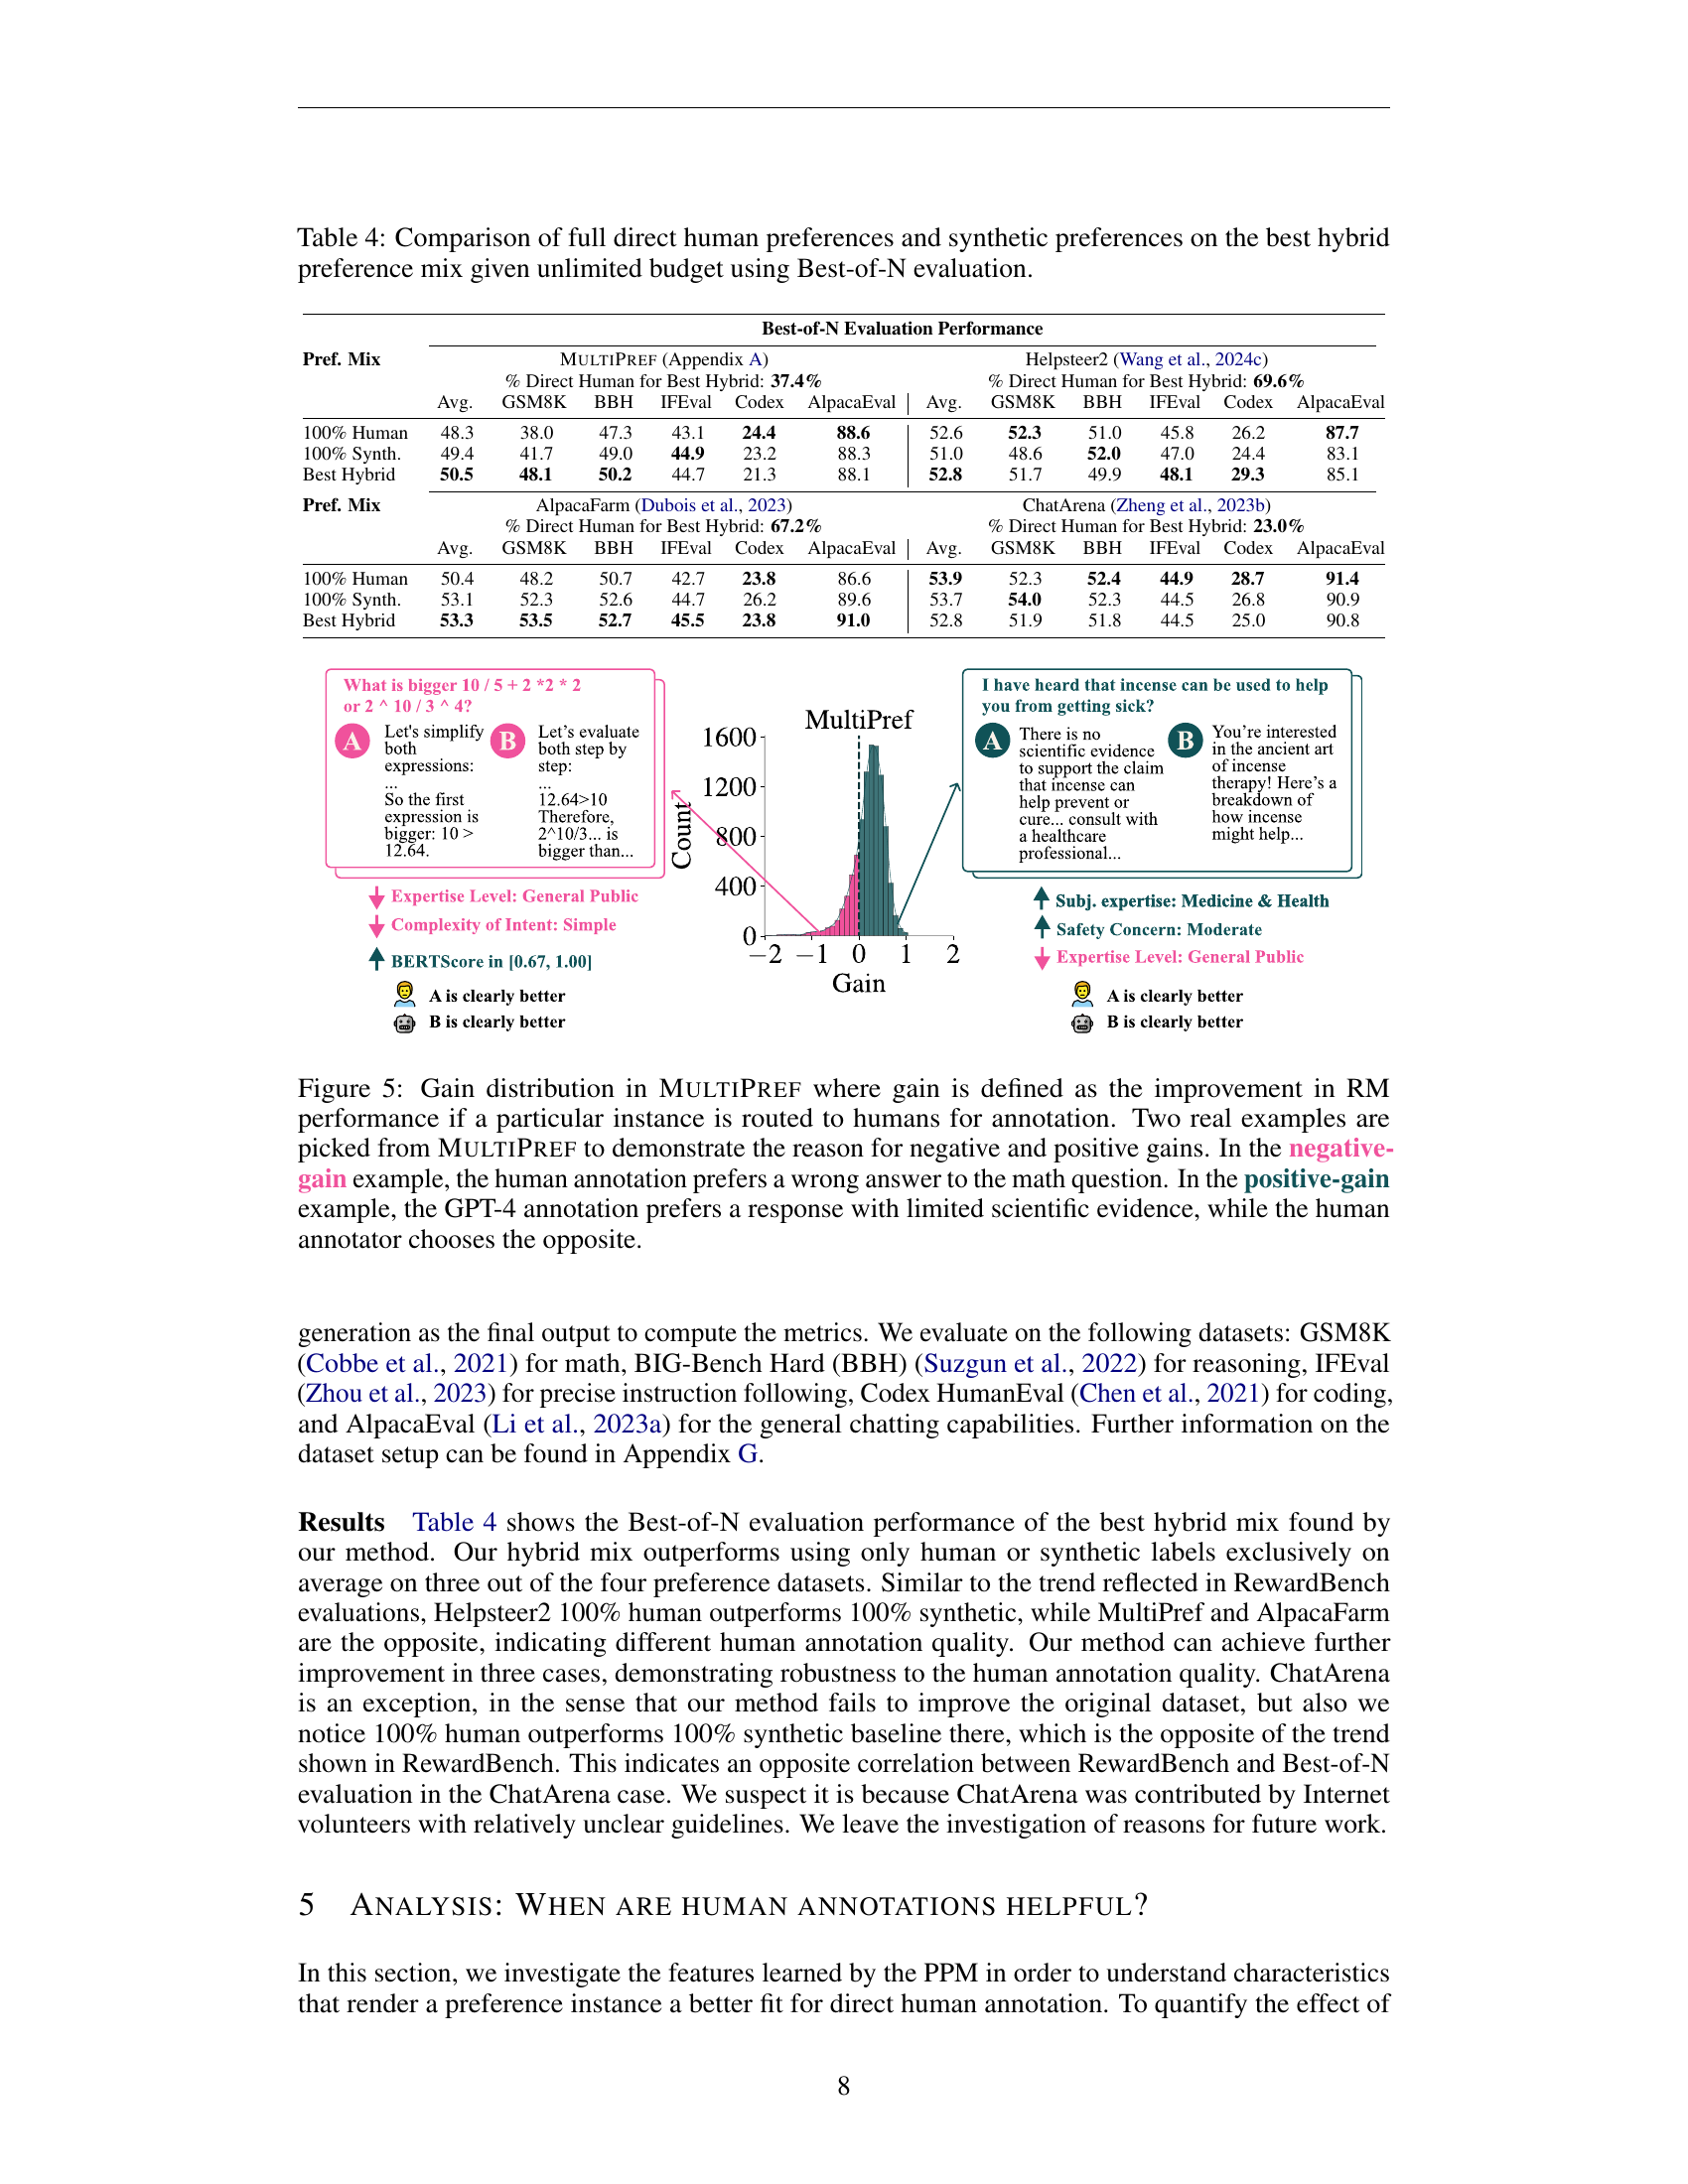 Table 4: Comparison of full direct human preferences and synthetic preferences on the best hybrid
preference mix given unlimited budget using Best-of-N evaluation.
Best-of-N Evaluation Performance
Pref. Mix MULTIPREF (Appendix A) Helpsteer2 (Wang et al., 2024c)
% Direct Human for Best Hybrid: 37.4% % Direct Human for Best Hybrid: 69.6%
Avg. GSM8K BBH IFEval Codex AlpacaEval Avg. GSM8K BBH IFEval Codex AlpacaEval
100% Human 48.3 38.0 47.3 43.1 24.4 88.6 52.6 52.3 51.0 45.8 26.2 87.7
100% Synth. 49.4 41.7 49.0 44.9 23.2 88.3 51.0 48.6 52.0 47.0 24.4 83.1
Best Hybrid 50.5 48.1 50.2 44.7 21.3 88.1 52.8 51.7 49.9 48.1 29.3 85.1
Pref. Mix AlpacaFarm (Dubois et al., 2023) ChatArena (Zheng et al., 2023b)
% Direct Human for Best Hybrid: 67.2% % Direct Human for Best Hybrid: 23.0%
Avg. GSM8K BBH IFEval Codex AlpacaEval Avg. GSM8K BBH IFEval Codex AlpacaEval
100% Human 50.4 48.2 50.7 42.7 23.8 86.6 53.9 52.3 52.4 44.9 28.7 91.4
100% Synth. 53.1 52.3 52.6 44.7 26.2 89.6 53.7 54.0 52.3 44.5 26.8 90.9
Best Hybrid 53.3 53.5 52.7 45.5 23.8 91.0 52.8 51.9 51.8 44.5 25.0 90.8
What is bigger 10 / 5 + 2 *2 * 2
or 2 ^ 10 / 3 ^ 4?
A
Let's simplify
both
expressions:
...
So the first
expression is
bigger: 10 >
12.64.
B
Let's evaluate
both step by
step:
...
12.64>10
Therefore,
2^10/3... is
bigger than...
Expertise Level: General Public
Complexity of Intent: Simple
BERTScore in [0.67, 1.00]
A is clearly better
B is clearly better
MultiPref
Count
1600
1200
800
400
0
−2 −1 0 1 2
Gain
I have heard that incense can be used to help
you from getting sick?
A
There is no
scientific evidence
to support the claim
that incense can
help prevent or
cure... consult with
a healthcare
professional...
B
You're interested
in the ancient art
of incense
therapy! Here's a
breakdown of
how incense
might help...
Subj. expertise: Medicine & Health
Safety Concern: Moderate
Expertise Level: General Public
A is clearly better
B is clearly better
Figure 5: Gain distribution in MULTIPREF where gain is defined as the improvement in RM
performance if a particular instance is routed to humans for annotation. Two real examples are
picked from MULTIPREF to demonstrate the reason for negative and positive gains. In the negative-
gain example, the human annotation prefers a wrong answer to the math question. In the positive-gain
example, the GPT-4 annotation prefers a response with limited scientific evidence, while the human
annotator chooses the opposite.
generation as the final output to compute the metrics. We evaluate on the following datasets: GSM8K
(Cobbe et al., 2021) for math, BIG-Bench Hard (BBH) (Suzgun et al., 2022) for reasoning, IFEval
(Zhou et al., 2023) for precise instruction following, Codex HumanEval (Chen et al., 2021) for coding,
and AlpacaEval (Li et al., 2023a) for the general chatting capabilities. Further information on the
dataset setup can be found in Appendix G.
Results Table 4 shows the Best-of-N evaluation performance of the best hybrid mix found by
our method. Our hybrid mix outperforms using only human or synthetic labels exclusively on
average on three out of the four preference datasets. Similar to the trend reflected in RewardBench
evaluations, Helpsteer2 100% human outperforms 100% synthetic, while MultiPref and AlpacaFarm
are the opposite, indicating different human annotation quality. Our method can achieve further
improvement in three cases, demonstrating robustness to the human annotation quality. ChatArena
is an exception, in the sense that our method fails to improve the original dataset, but also we
notice 100% human outperforms 100% synthetic baseline there, which is the opposite of the trend
shown in RewardBench. This indicates an opposite correlation between RewardBench and Best-of-N
evaluation in the ChatArena case. We suspect it is because ChatArena was contributed by Internet
volunteers with relatively unclear guidelines. We leave the investigation of reasons for future work.
5 ANALYSIS: WHEN ARE HUMAN ANNOTATIONS HELPFUL?
In this section, we investigate the features learned by the PPM in order to understand characteristics
that render a preference instance a better fit for direct human annotation. To quantify the effect of
8